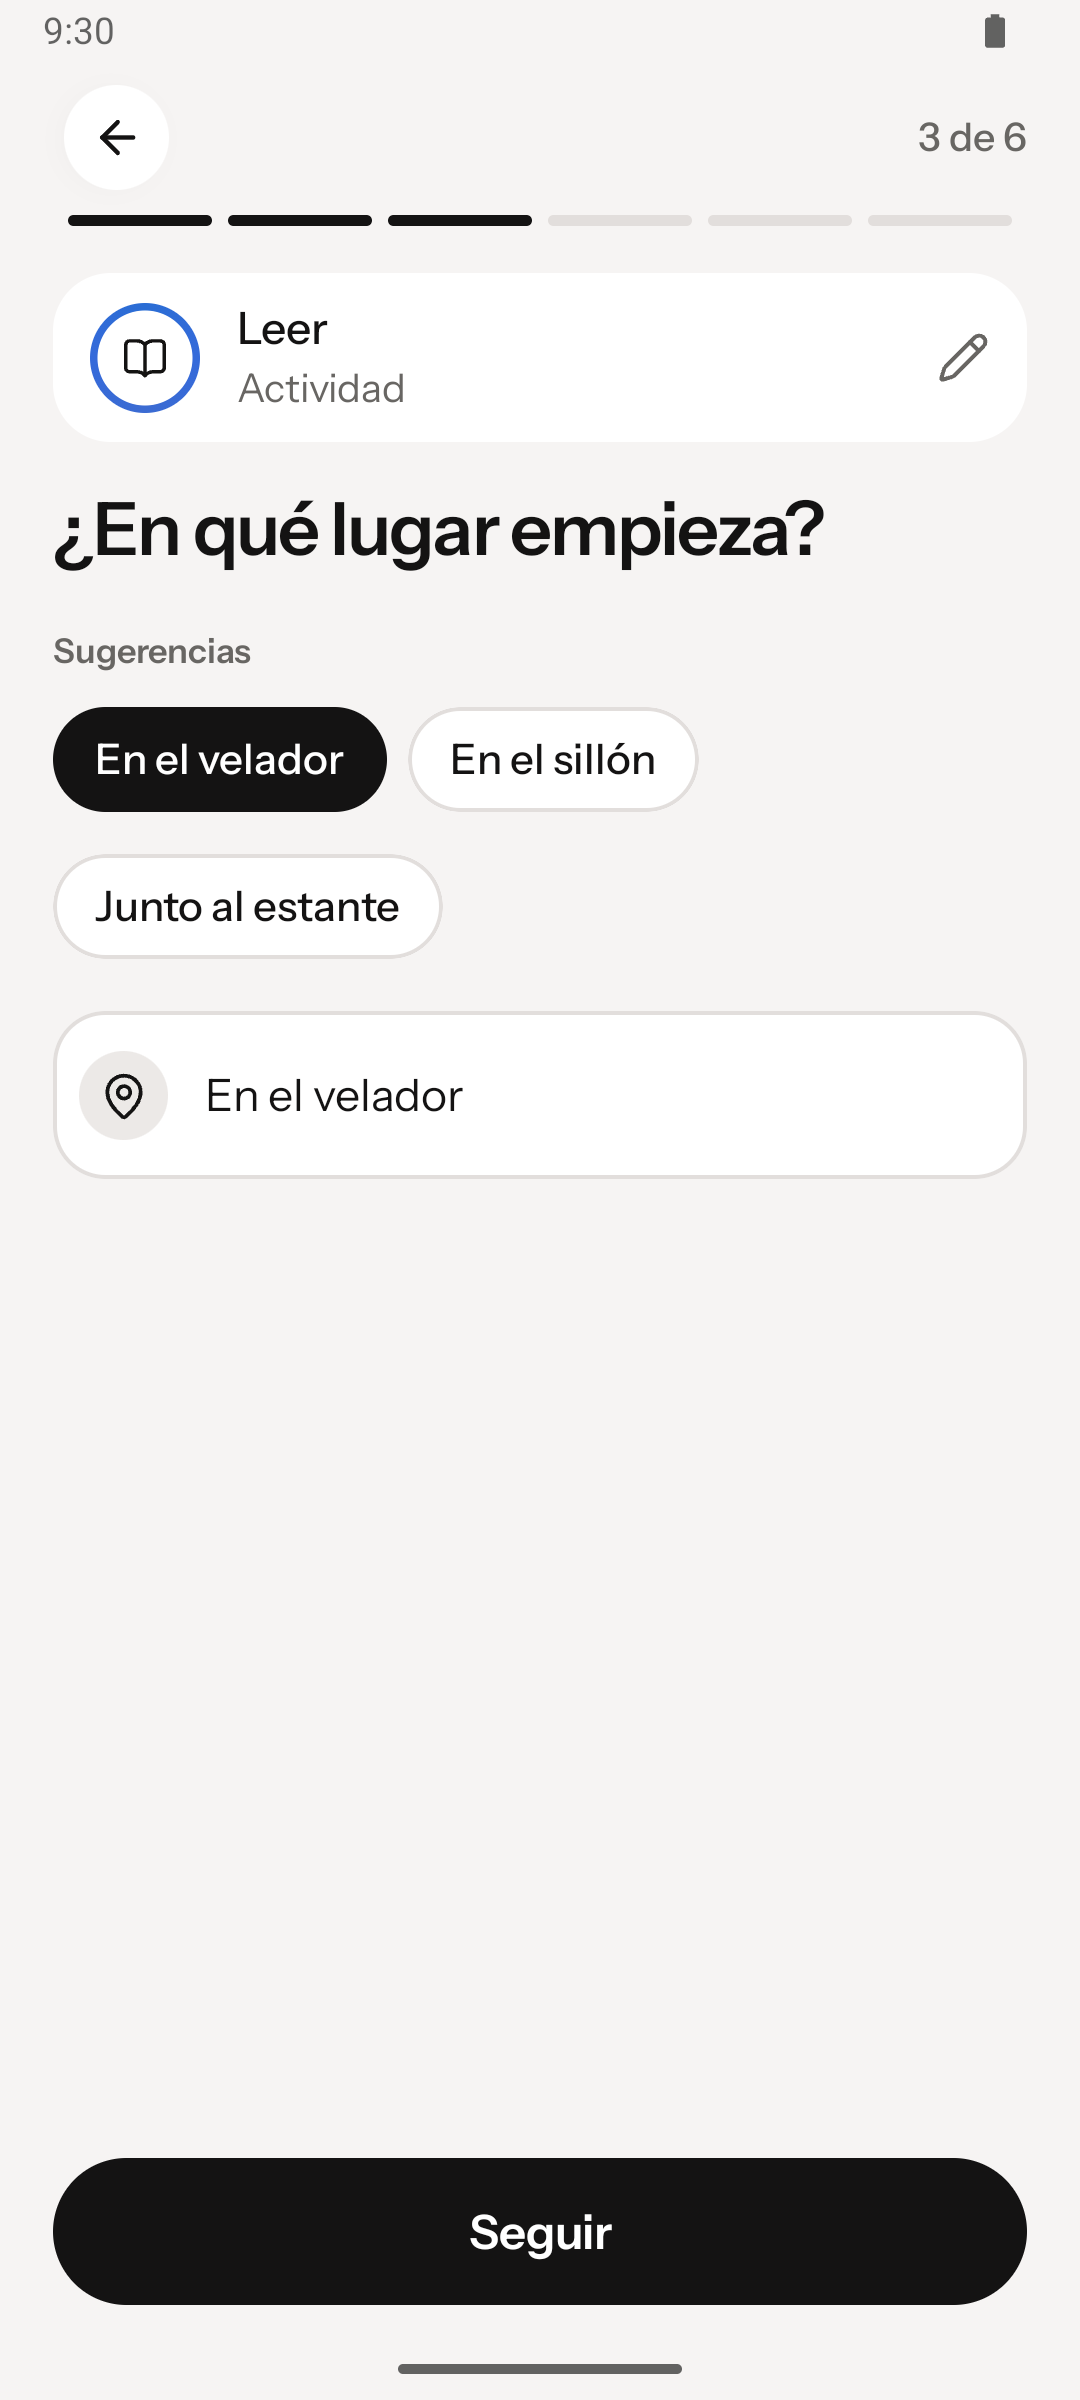 9:30
3 de 6
Leer
Actividad
¿En qué lugar empieza?
Sugerencias
En el velador
En el sillón
Junto al estante
En el velador
Seguir